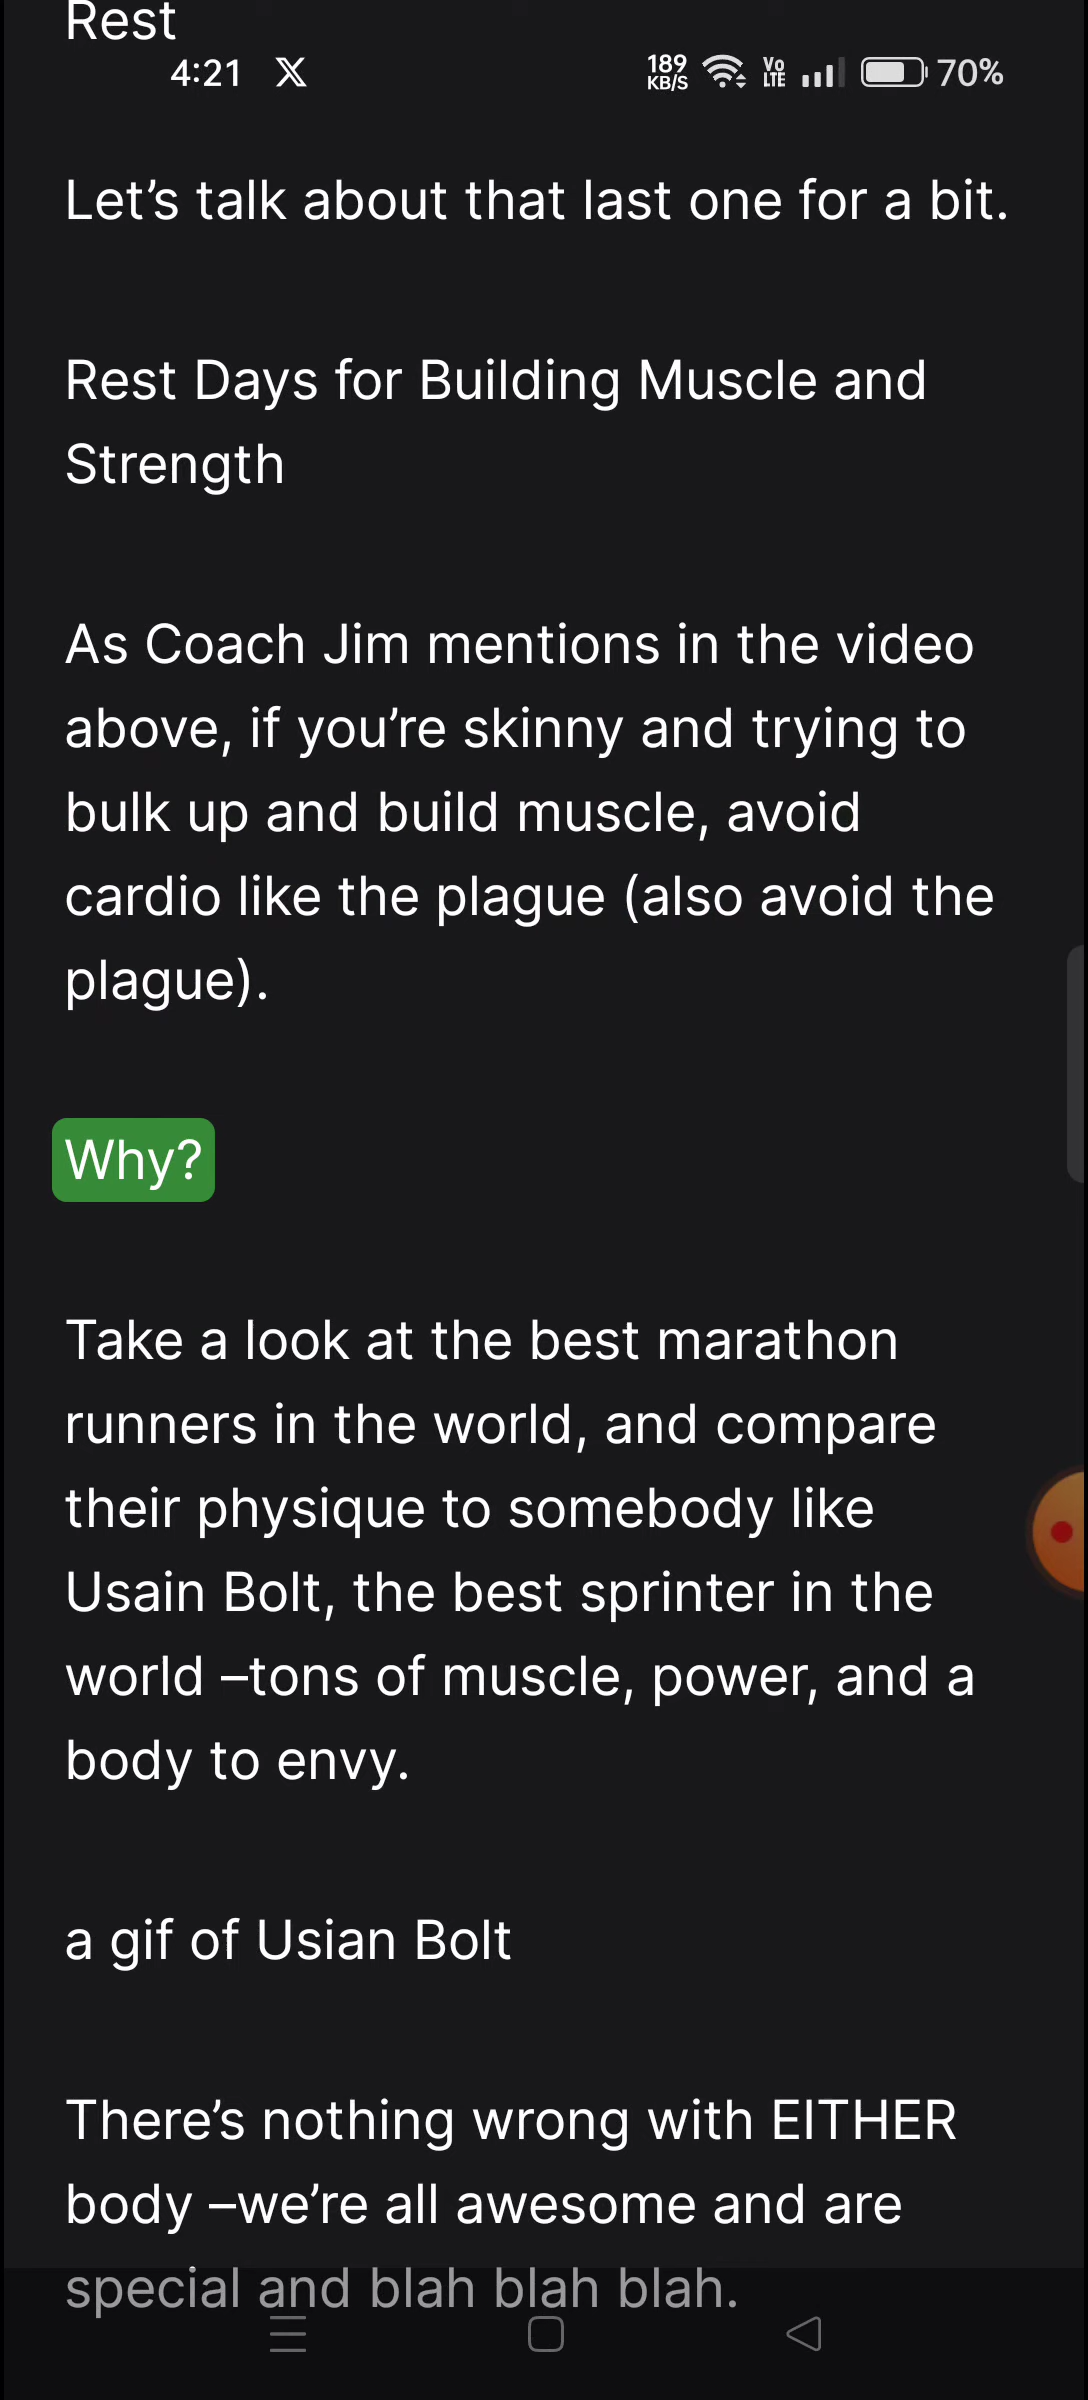 Rest
4:21 X 189 KB/S Vo LTE 70%
Let’s talk about that last one for a bit.
Rest Days for Building Muscle and
Strength
As Coach Jim mentions in the video
above, if you’re skinny and trying to
bulk up and build muscle, avoid
cardio like the plague (also avoid the
plague).
Why?
Take a look at the best marathon
runners in the world, and compare
their physique to somebody like
Usain Bolt, the best sprinter in the
world –tons of muscle, power, and a
body to envy.
a gif of Usian Bolt
There’s nothing wrong with EITHER
body –we’re all awesome and are
special and blah blah blah.